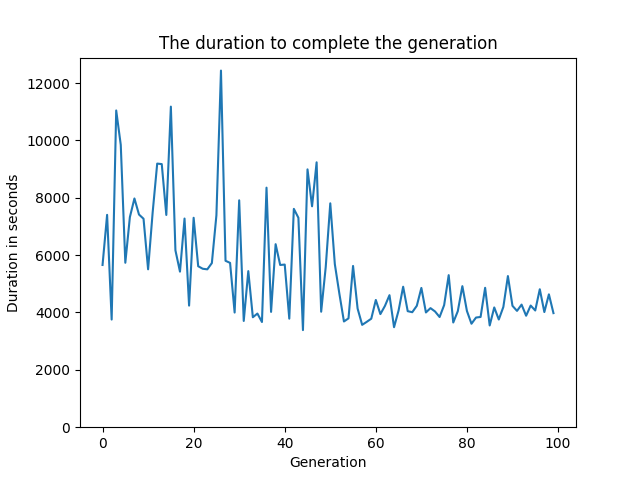 The duration to complete the generation
12000
10000
8000
6000
4000
2000
0
Duration in seconds
0 20 40 60 80 100
Generation